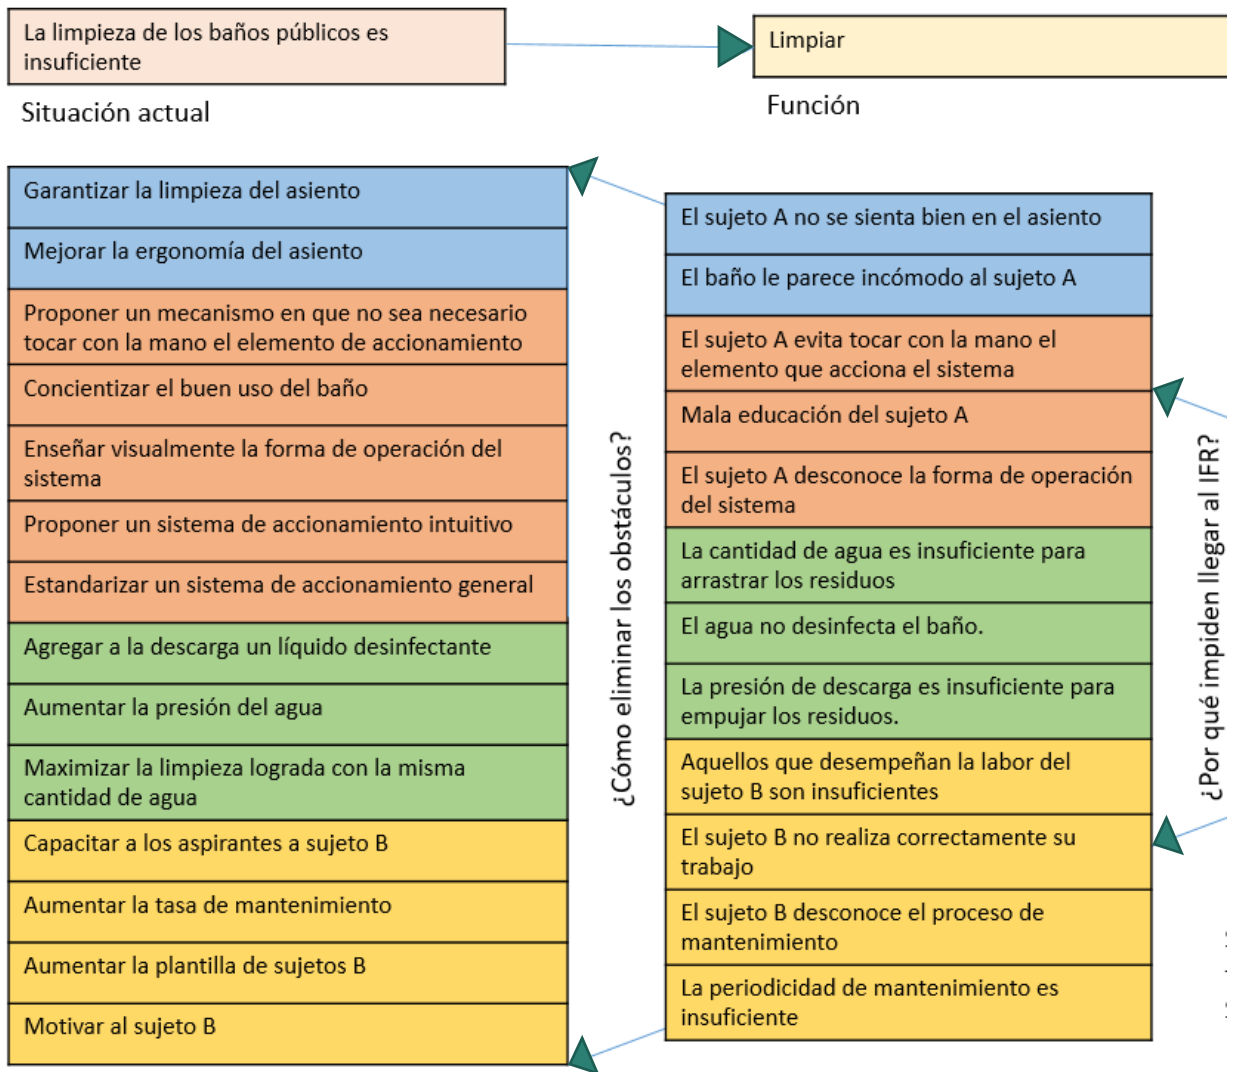 La limpieza de los baños públicos es
insuficiente
Situación actual
Limpiar
Función
Garantizar la limpieza del asiento
Mejorar la ergonomía del asiento
Proponer un mecanismo en que no sea necesario
tocar con la mano el elemento de accionamiento
Concientizar el buen uso del baño
Enseñar visualmente la forma de operación del
sistema
Proponer un sistema de accionamiento intuitivo
Estandarizar un sistema de accionamiento general
Agregar a la descarga un líquido desinfectante
Aumentar la presión del agua
Maximizar la limpieza lograda con la misma
cantidad de agua
Capacitar a los aspirantes a sujeto B
Aumentar la tasa de mantenimiento
Aumentar la plantilla de sujetos B
Motivar al sujeto B
¿Cómo eliminar los obstáculos?
El sujeto A no se sienta bien en el asiento
El baño le parece incómodo al sujeto A
El sujeto A evita tocar con la mano el
elemento que acciona el sistema
Mala educación del sujeto A
El sujeto A desconoce la forma de operación
del sistema
La cantidad de agua es insuficiente para
arrastrar los residuos
El agua no desinfecta el baño.
La presión de descarga es insuficiente para
empujar los residuos.
Aquellos que desempeñan la labor del
sujeto B son insuficientes
El sujeto B no realiza correctamente su
trabajo
El sujeto B desconoce el proceso de
mantenimiento
La periodicidad de mantenimiento es
insuficiente
¿Por qué impiden llegar al IFR?